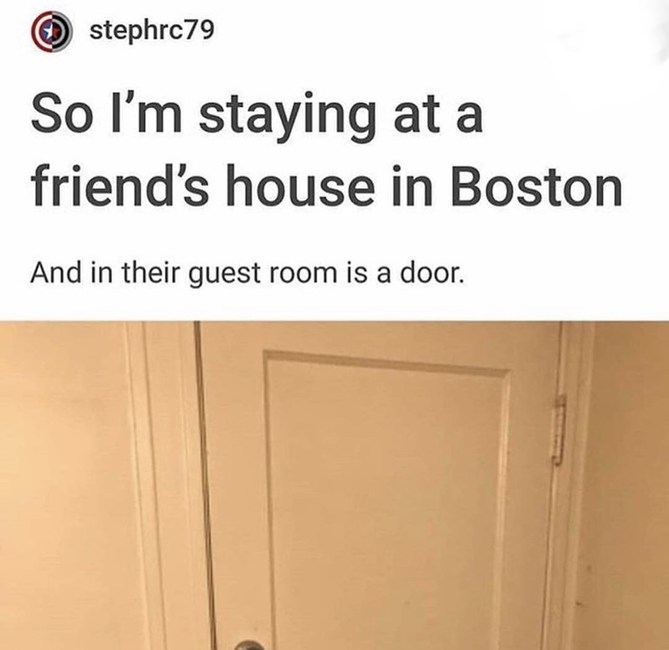 stephrc79
So I'm staying at a
friend's house in Boston
And in their guest room is a door.